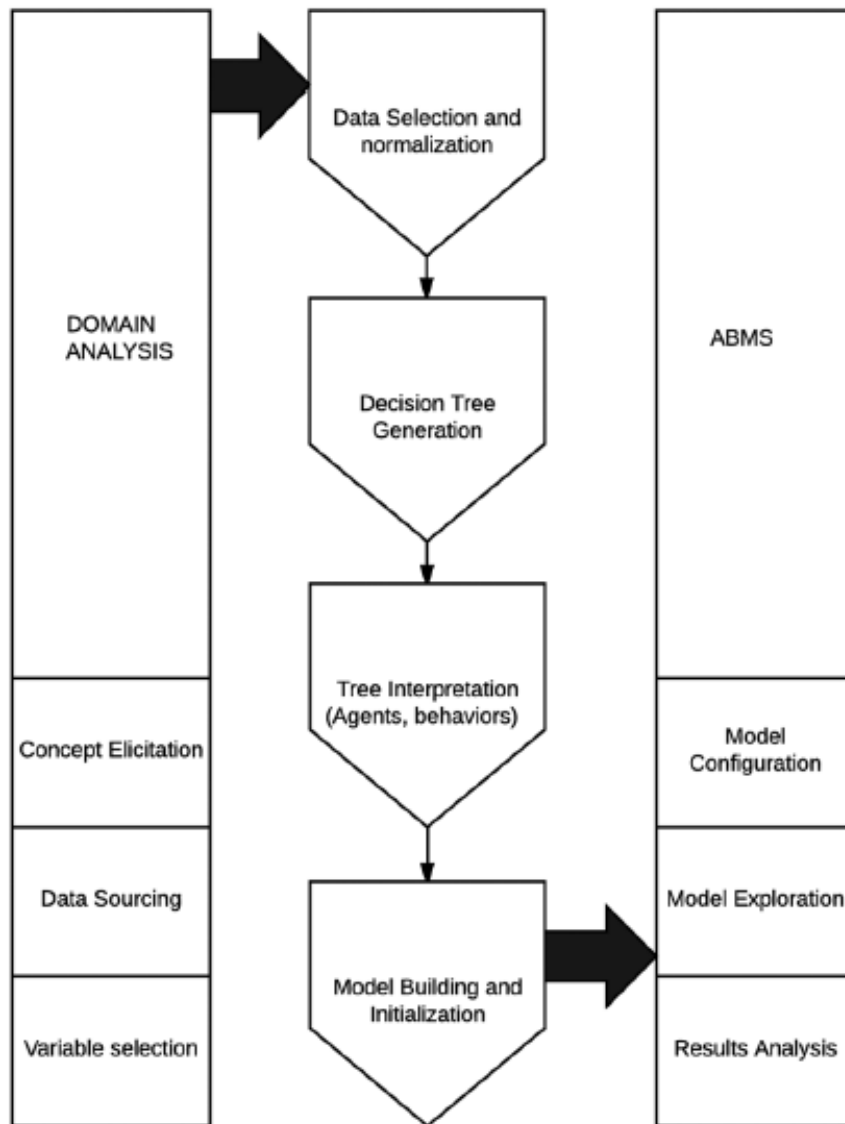 DOMAIN
ANALYSIS
Concept Elicitation
Data Sourcing
Variable selection
Data Selection and
normalization
Decision Tree
Generation
Tree Interpretation
(Agents, behaviors)
Model Building and
Initialization
ABMS
Model
Configuration
Model Exploration
Results Analysis